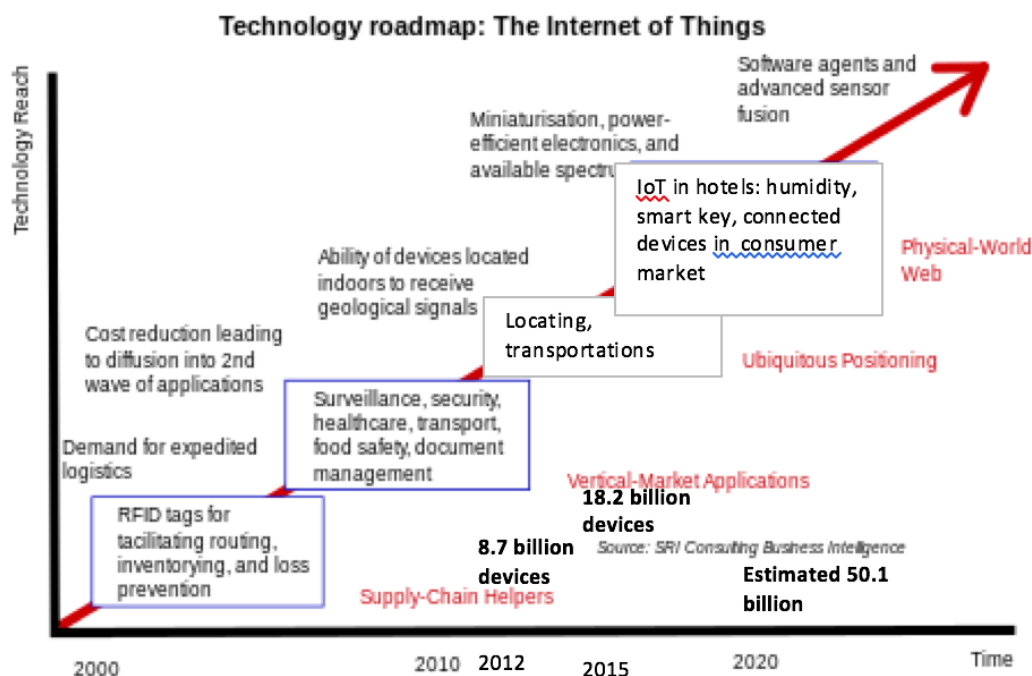 Technology roadmap: The Internet of Things
Technology Reach
Software agents and
advanced sensor
fusion
Miniaturisation, power-
efficient electronics, and
available spectru
IoT in hotels: humidity,
smart key, connected
devices in consumer
market
Physical-World
Web
Ability of devices located
indoors to receive
geological signals
Locating,
transportations
Ubiquitous Positioning
Cost reduction leading
to diffusion into 2nd
wave of applications
Surveillance, security,
healthcare, transport,
food safety, document
management
Vertical-Market Applications
Demand for expedited
logistics
RFID tags for
tacilitating routing,
inventorying, and loss
prevention
Supply-Chain Helpers
8.7 billion
devices
18.2 billion
devices
Source: SRI Consulting Business Intelligence
Estimated 50.1
billion
2000
2010
2012
2015
2020
Time